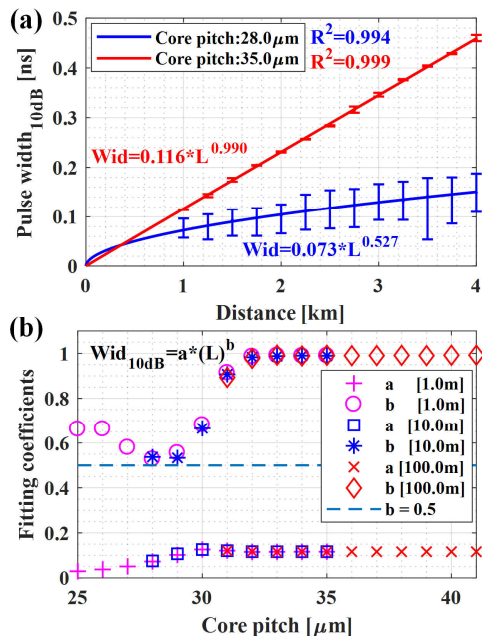 (a)
Core pitch:28.0μm R²=0.994
Core pitch:35.0μm R²=0.999
Pulse width10dB [ns]
0.5
0.4
0.3
0.2
0.1
0
Wid=0.116*L^0.990
Wid=0.073*L^0.527
0 1 2 3 4
Distance [km]
(b)
Wid10dB=a*(L)^b
Fitting coefficients
1
0.8
0.6
0.4
0.2
0
a [1.0m]
b [1.0m]
a [10.0m]
b [10.0m]
a [100.0m]
b [100.0m]
b = 0.5
25 30 35 40
Core pitch [μm]